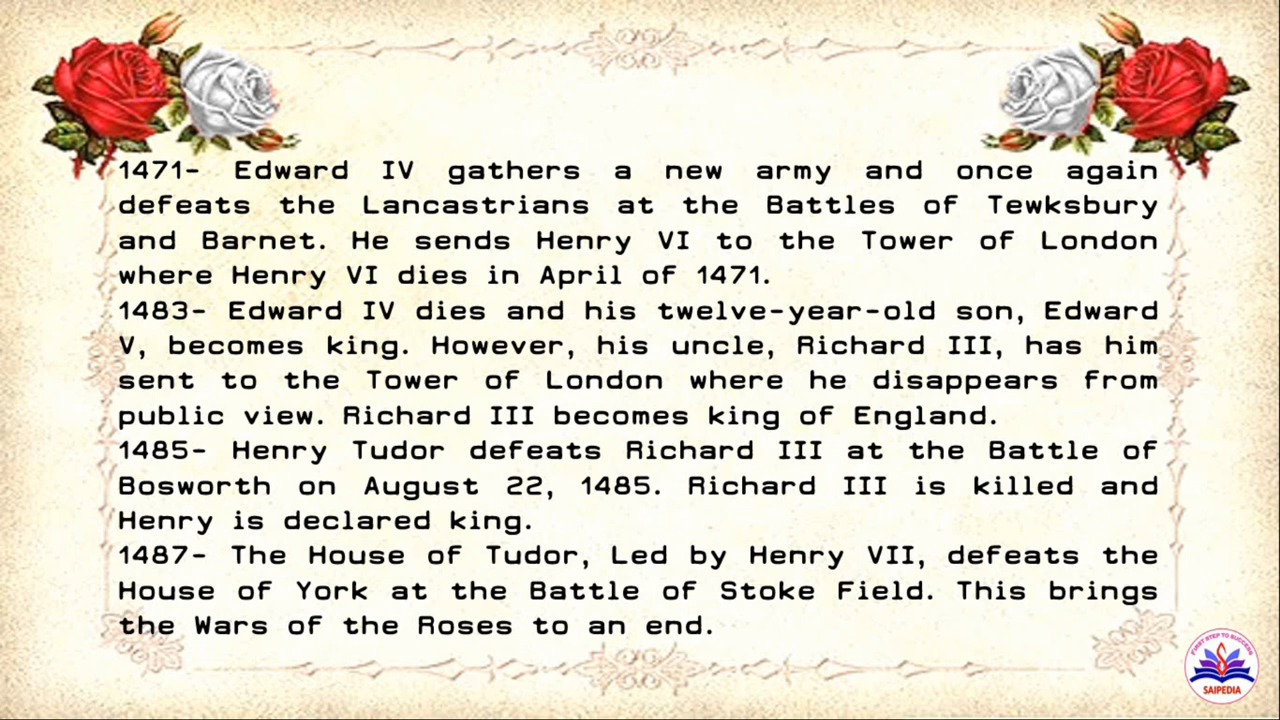 1471- Edward IV gathers a new army and once again
defeats the Lancastrians at the Battles of Tewksbury
and Barnet. He sends Henry VI to the Tower of London
where Henry VI dies in April of 1471.
1483- Edward IV dies and his twelve-year-old son, Edward
V, becomes king. However, his uncle, Richard III, has him
sent to the Tower of London where he disappears from
public view. Richard III becomes king of England.
1485- Henry Tudor defeats Richard III at the Battle of
Bosworth on August 22, 1485. Richard III is killed and
Henry is declared king.
1487- The House of Tudor, Led by Henry VII, defeats the
House of York at the Battle of Stoke Field. This brings
the Wars of the Roses to an end.
FIRST STEP TO SUCCESS
SAIPEDIA